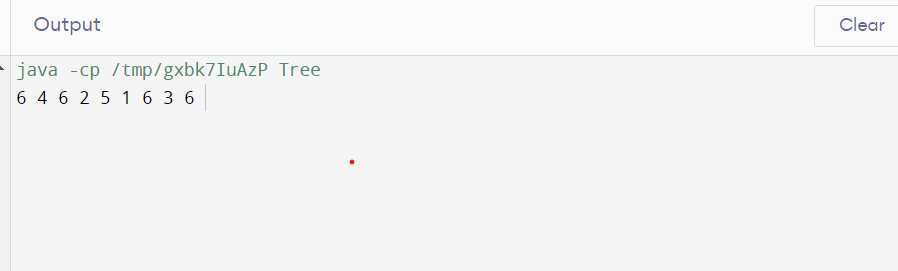 Output
Clear
java -cp /tmp/gxbk7IuAzP Tree
6 4 6 2 5 1 6 3 6